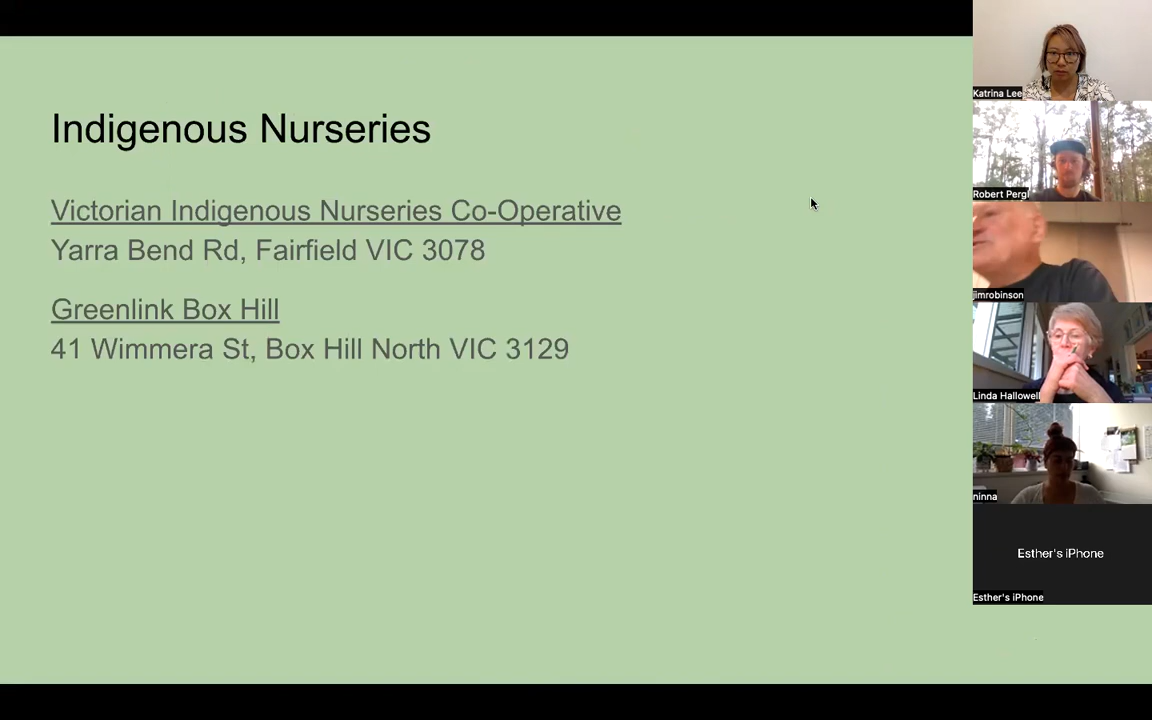 Indigenous Nurseries
Victorian Indigenous Nurseries Co-Operative
Yarra Bend Rd, Fairfield VIC 3078
Greenlink Box Hill
41 Wimmera St, Box Hill North VIC 3129
Katrina Lee
Robert Pergl
jimrobinson
Linda Hallowell
ninna
Esther's iPhone
Esther's iPhone